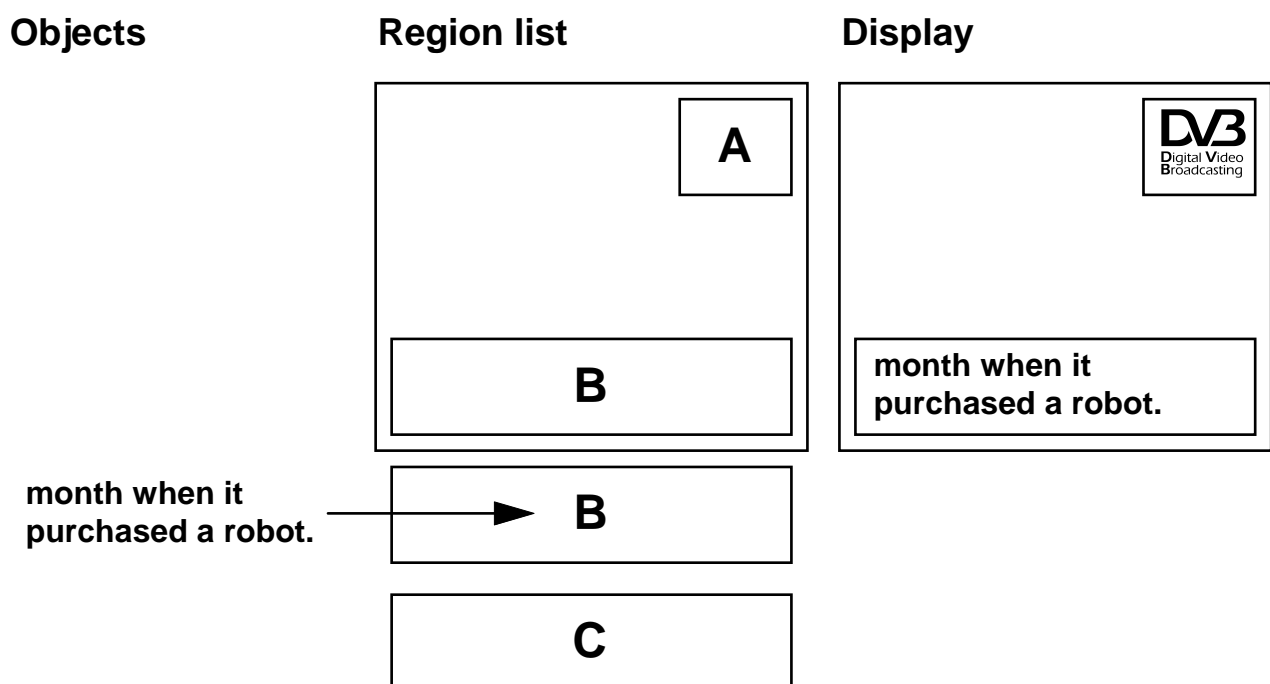 Objects
Region list
Display
A
DVB
Digital Video
Broadcasting
B
month when it
purchased a robot.
month when it
purchased a robot.
B
C